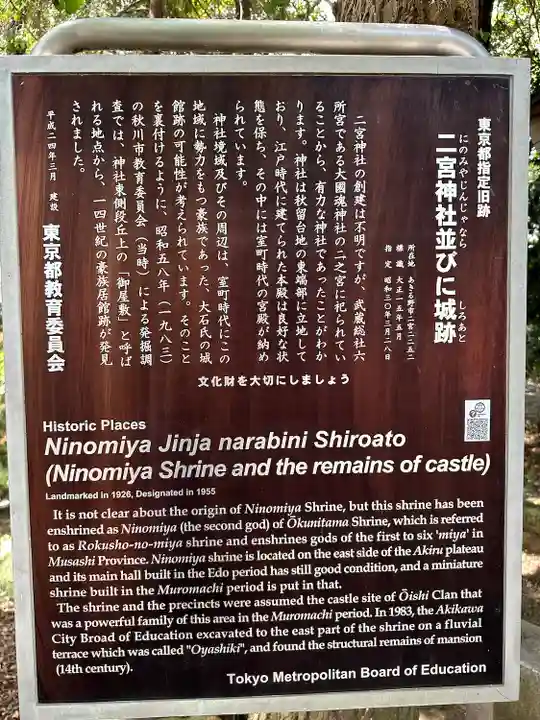 東京都指定旧跡
にのみやじんじゃなら しろあと
二宮神社並びに城跡
所在地 あきる野市二宮二二五二
標識 大正一五年五月
指定 昭和三〇年三月二八日
二宮神社の創建は不明ですが、武蔵総社六
所宮である大國魂神社の二之宮に祀られてい
ることから、有力な神社であったことがわか
ります。神社は秋留台地の東端部に立地して
おり、江戸時代に建てられた本殿は良好な状
態を保ち、その中には室町時代の宮殿が納め
られています。
神社境域及びその周辺は、室町時代にこの
地域に勢力をもつ豪族であった、大石氏の城
館跡の可能性が考えられています。そのこと
を裏付けるように、昭和五八年(一九八三)
の秋川市教育委員会(当時)による発掘調
査では、神社東側段丘上の「御屋敷」と呼ば
れる地点から、一四世紀の豪族居館跡が発見
されました。
平成二四年三月 建設
東京都教育委員会
文化財を大切にしましょう
Historic Places
Ninomiya Jinja narabini Shiroato
(Ninomiya Shrine and the remains of castle)
Landmarked in 1926, Designated in 1955
It is not clear about the origin of Ninomiya Shrine, but this shrine has been
enshrined as Ninomiya (the second god) of Ōkunitama Shrine, which is referred
to as Rokusho-no-miya shrine and enshrines gods of the first to six 'miya' in
Musashi Province. Ninomiya shrine is located on the east side of the Akiru plateau
and its main hall built in the Edo period has still good condition, and a miniature
shrine built in the Muromachi period is put in that.
The shrine and the precincts were assumed the castle site of Ōishi Clan that
was a powerful family of this area in the Muromachi period. In 1983, the Akikawa
City Broad of Education excavated to the east part of the shrine on a fluvial
terrace which was called "Oyashiki", and found the structural remains of mansion
(14th century).
Tokyo Metropolitan Board of Education